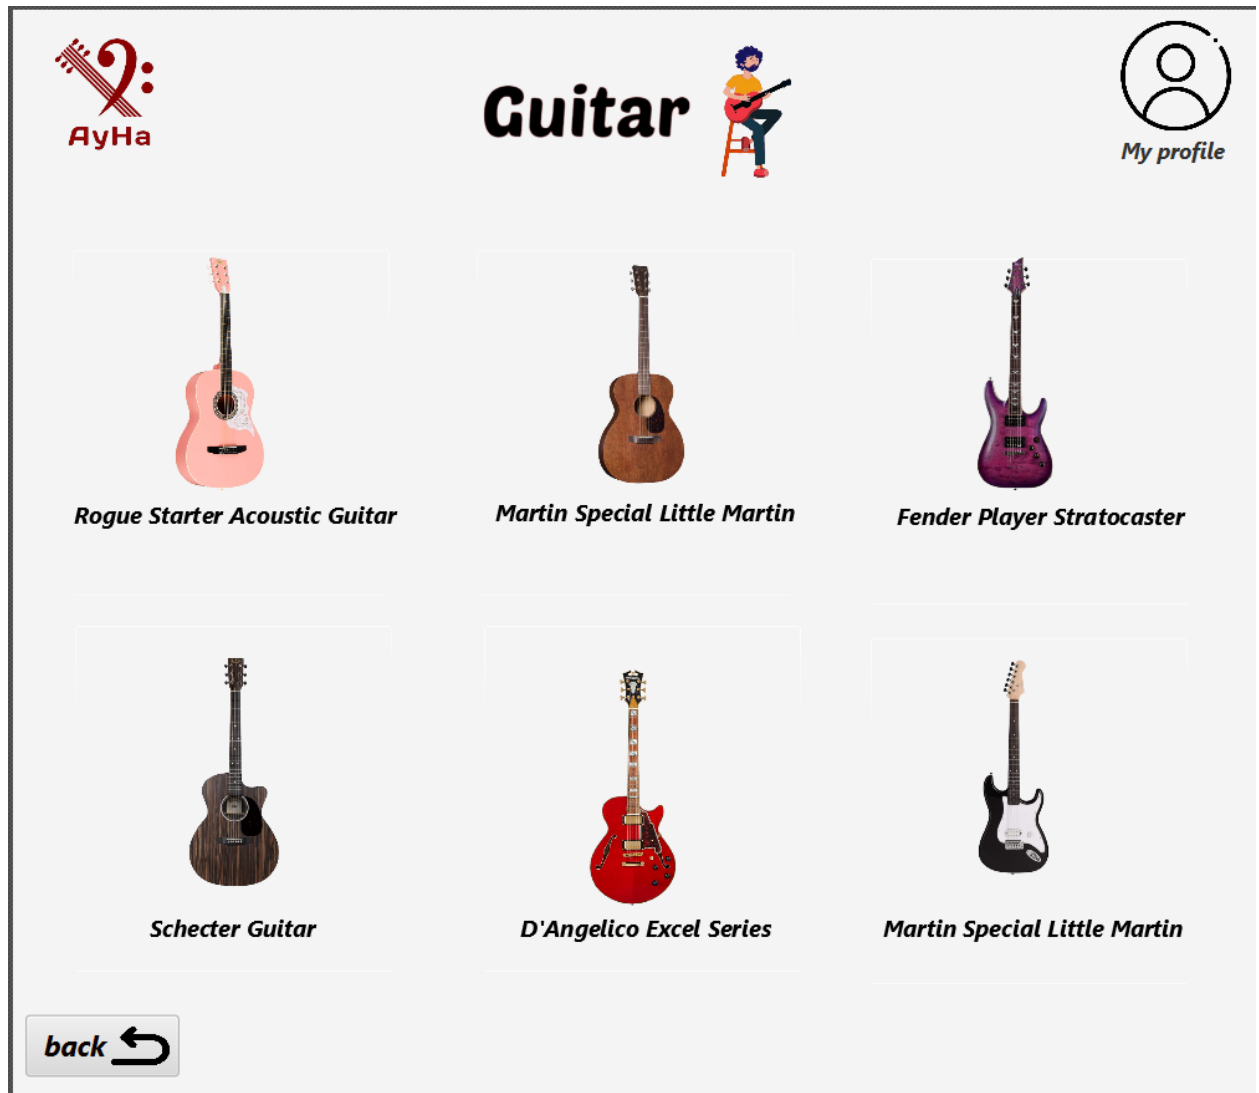 AyHa
Guitar
My profile
Rogue Starter Acoustic Guitar
Martin Special Little Martin
Fender Player Stratocaster
Schecter Guitar
D'Angelico Excel Series
Martin Special Little Martin
back